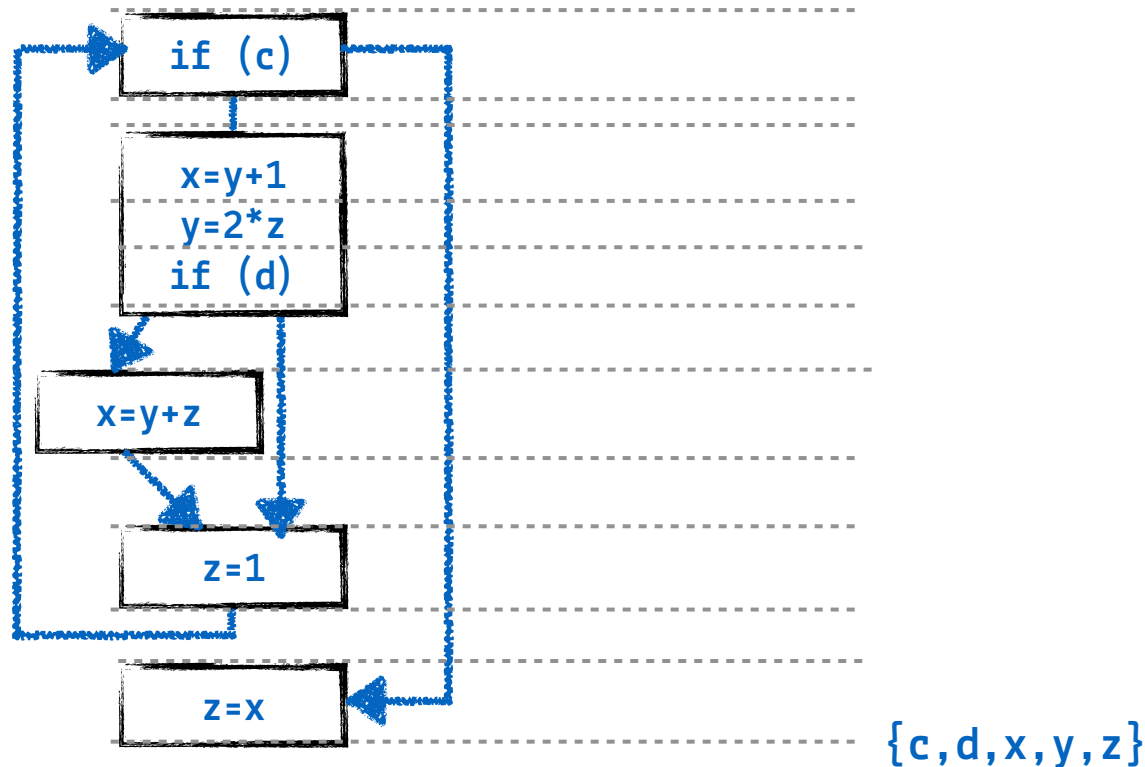 if (c)
x=y+1
y=2*z
if (d)
x=y+z
z=1
z=x
{c,d,x,y,z}